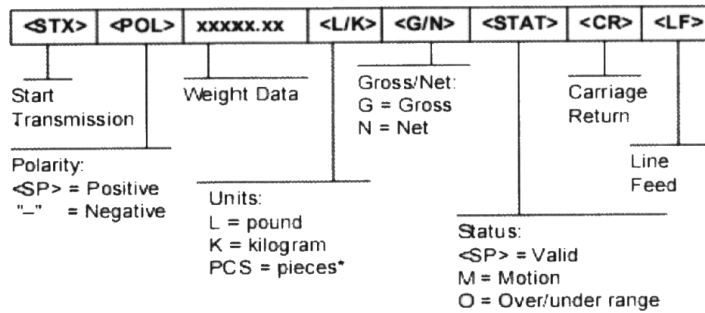 <STX> <POL> xxxxx.xx <L/K> <G/N> <STAT> <CR> <LF>
Start
Transmission
Polarity:
<SP> = Positive
"–" = Negative
Weight Data
Units:
L = pound
K = kilogram
PCS = pieces*
Gross/Net:
G = Gross
N = Net
Status:
<SP> = Valid
M = Motion
O = Over/under range
Carriage
Return
Line
Feed